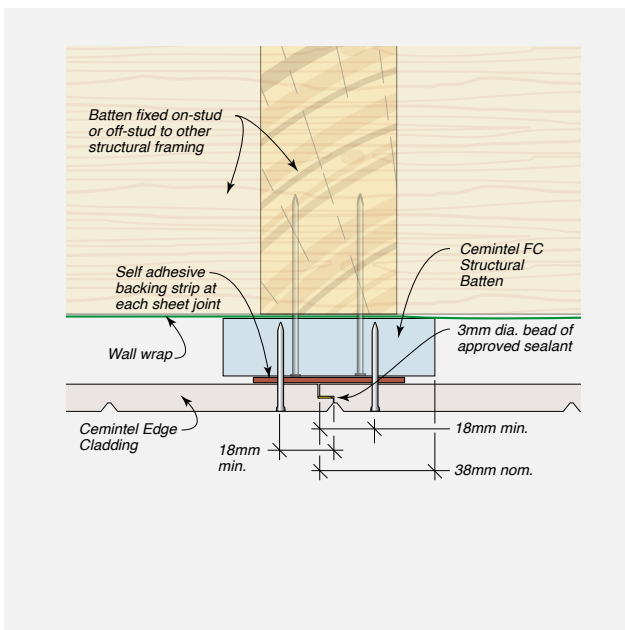 Batten fixed on-stud
or off-stud to other
structural framing
Cemintel FC
Structural
Batten
Self adhesive
backing strip at
each sheet joint
3mm dia. bead of
approved sealant
Wall wrap
Cemintel Edge
Cladding
18mm min.
18mm
min.
38mm nom.